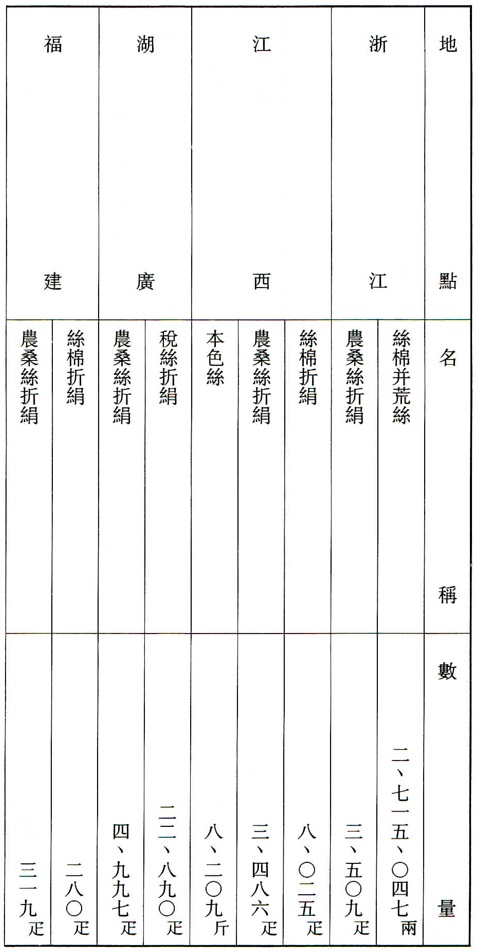 地點 名稱 數量
浙江 絲棉并荒絲 二、七一五、〇四七兩
農桑絲折絹 三、五〇九疋
江西 絲棉折絹 八、〇二五疋
農桑絲折絹 三、四八六疋
本色絲 八、二〇九斤
湖廣 稅絲折絹 二二、八九〇疋
農桑絲折絹 四、九九七疋
福建 絲棉折絹 二八〇疋
農桑絲折絹 三一九疋